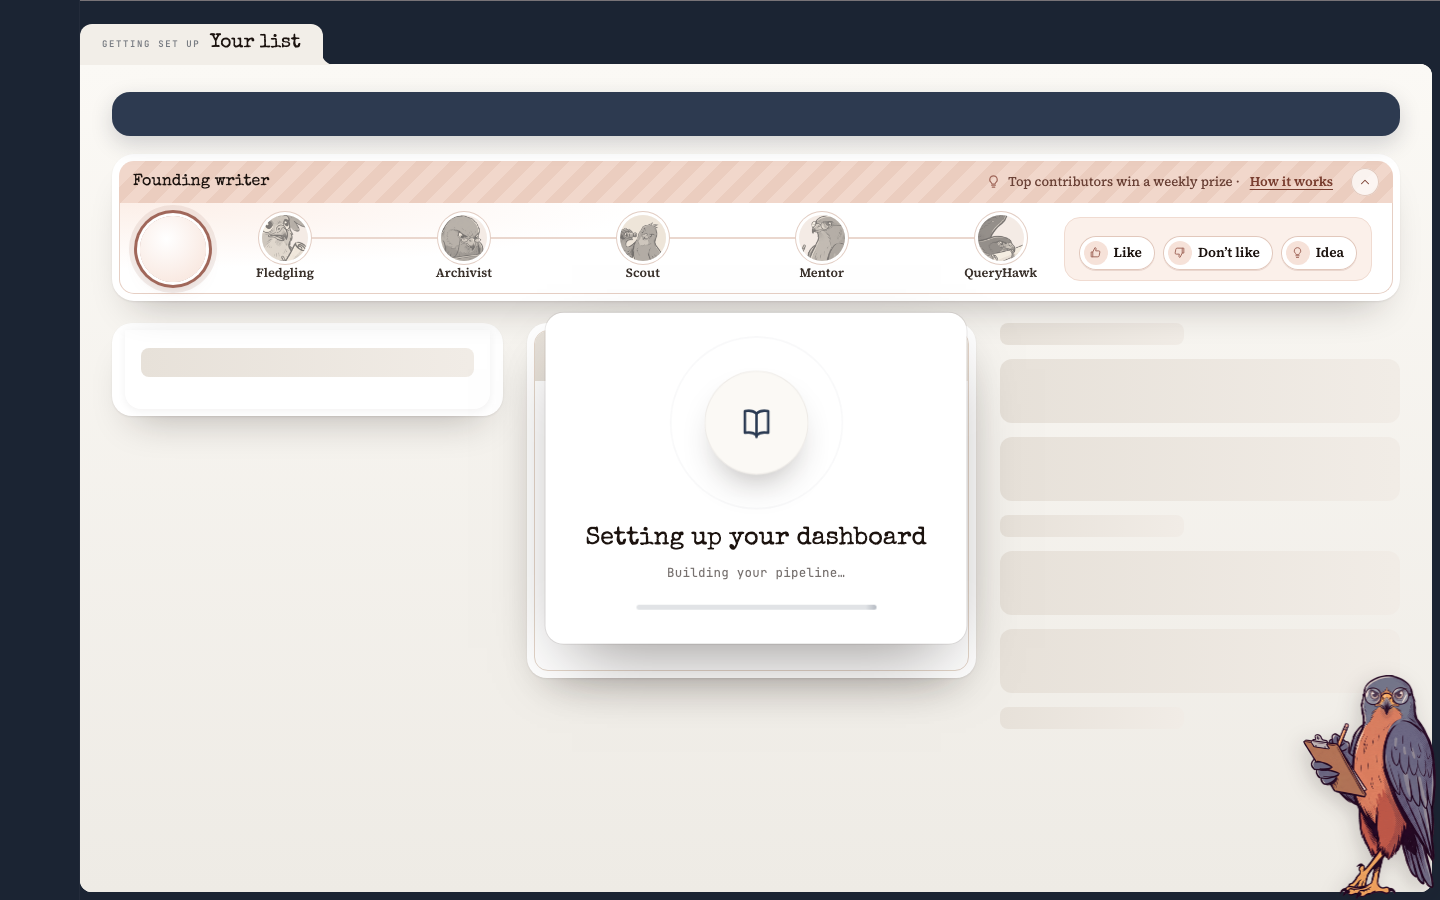 GETTING SET UP Your list
Founding writer
Top contributors win a weekly prize · How it works
Fledgling
Archivist
Scout
Mentor
QueryHawk
Like
Don't like
Idea
Setting up your dashboard
Building your pipeline…